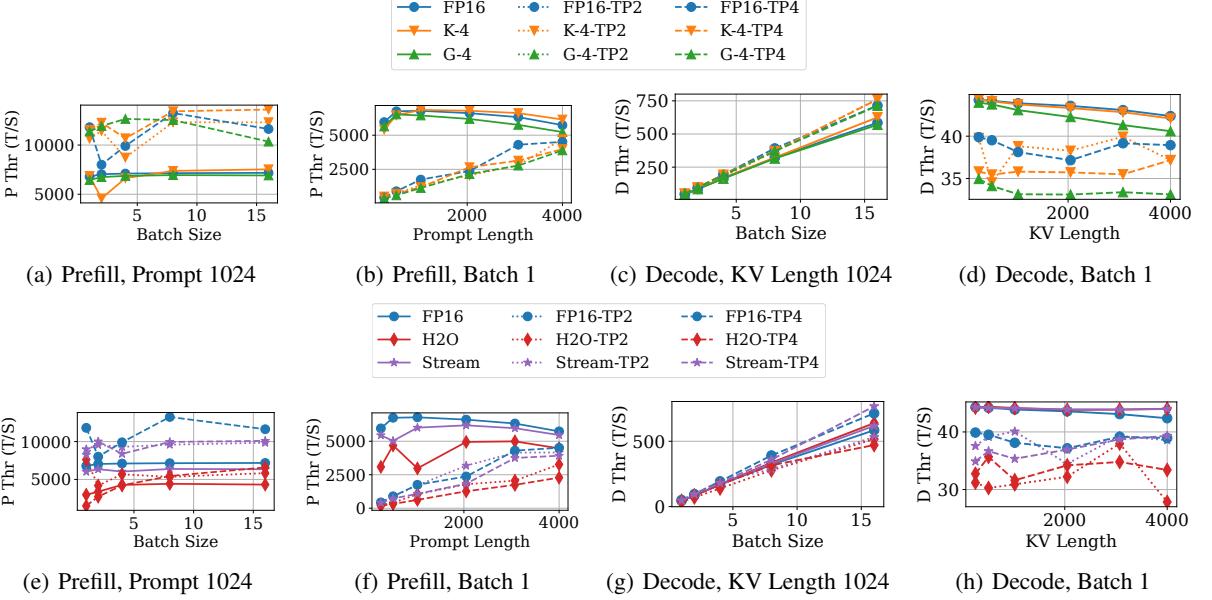 FP16 FP16-TP2 FP16-TP4
K-4 K-4-TP2 K-4-TP4
G-4 G-4-TP2 G-4-TP4
P Thr (T/S)
10000
5000
5 10 15
Batch Size
(a) Prefill, Prompt 1024
P Thr (T/S)
5000
2500
2000 4000
Prompt Length
(b) Prefill, Batch 1
D Thr (T/S)
750
500
250
5 10 15
Batch Size
(c) Decode, KV Length 1024
D Thr (T/S)
40
35
2000 4000
KV Length
(d) Decode, Batch 1
FP16 FP16-TP2 FP16-TP4
H2O H2O-TP2 H2O-TP4
Stream Stream-TP2 Stream-TP4
P Thr (T/S)
10000
5000
5 10 15
Batch Size
(e) Prefill, Prompt 1024
P Thr (T/S)
5000
2500
0
2000 4000
Prompt Length
(f) Prefill, Batch 1
D Thr (T/S)
500
0
5 10 15
Batch Size
(g) Decode, KV Length 1024
D Thr (T/S)
40
30
2000 4000
KV Length
(h) Decode, Batch 1